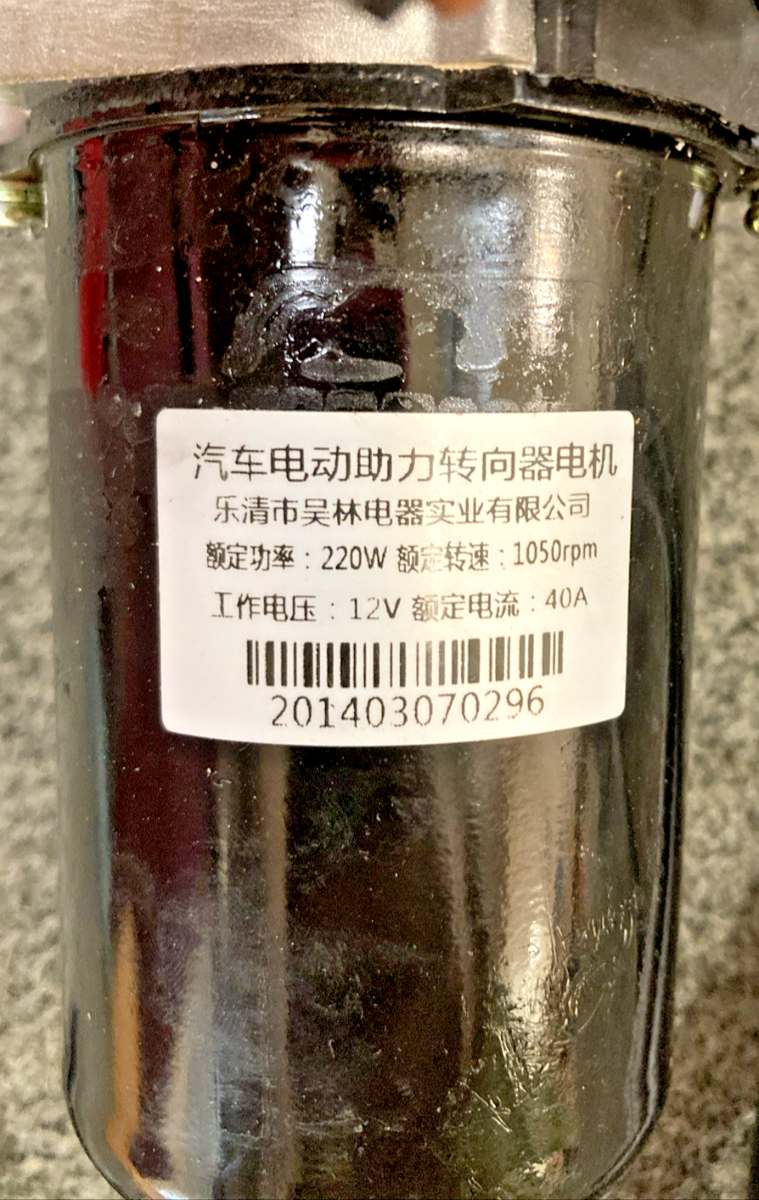 汽车电动助力转向器电机
乐清市吴林电器实业有限公司
额定功率：220W 额定转速：1050rpm
工作电压：12V 额定电流：40A
201403070296